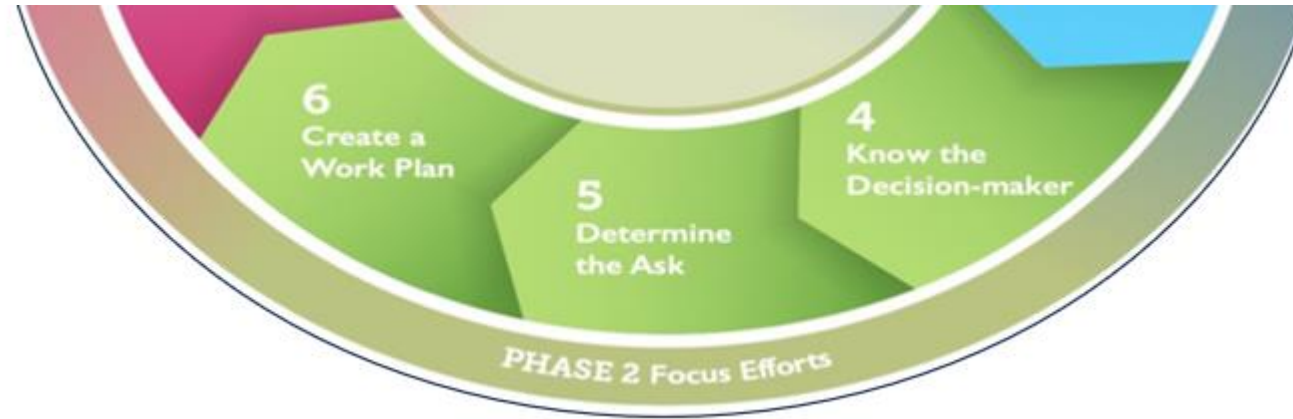 6
Create a
Work Plan
5
Determine
the Ask
4
Know the
Decision-maker
PHASE 2 Focus Efforts